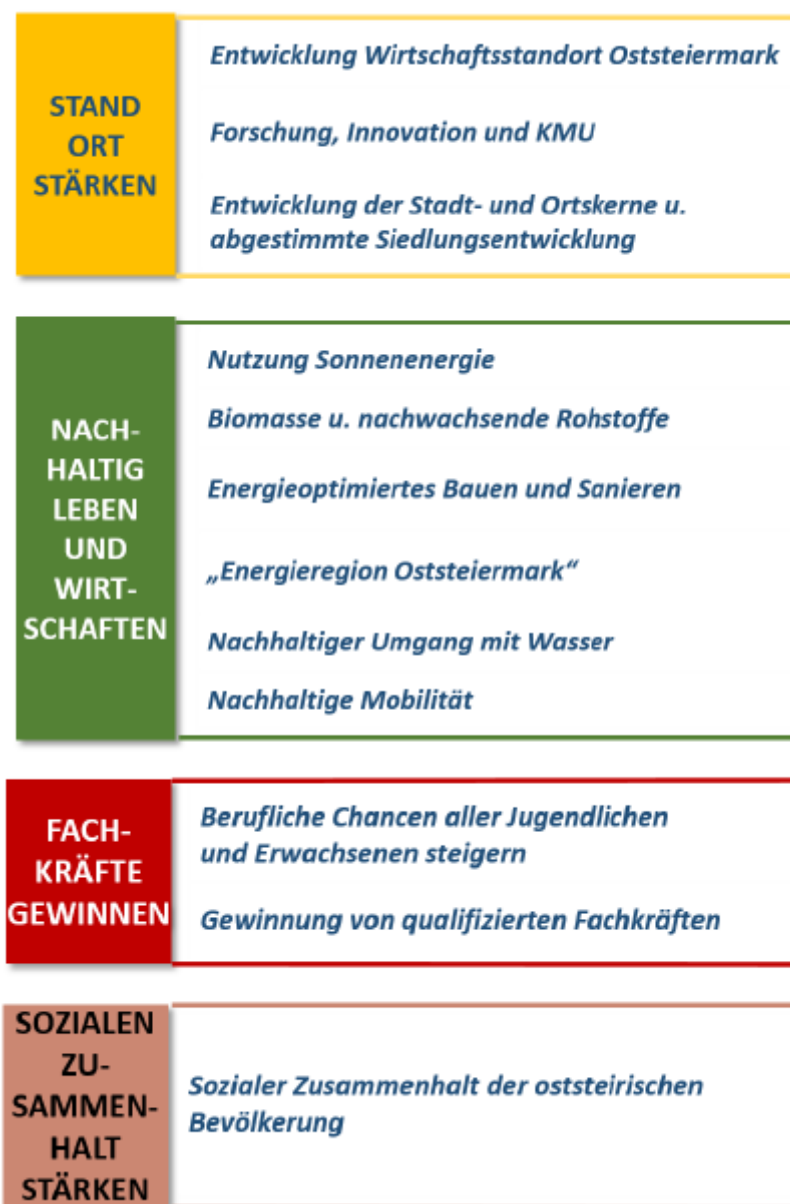 STAND
ORT
STÄRKEN
Entwicklung Wirtschaftsstandort Oststeiermark
Forschung, Innovation und KMU
Entwicklung der Stadt- und Ortskerne u.
abgestimmte Siedlungsentwicklung
NACH-
HALTIG
LEBEN
UND
WIRT-
SCHAFTEN
Nutzung Sonnenenergie
Biomasse u. nachwachsende Rohstoffe
Energieoptimiertes Bauen und Sanieren
„Energieregion Oststeiermark“
Nachhaltiger Umgang mit Wasser
Nachhaltige Mobilität
FACH-
KRÄFTE
GEWINNEN
Berufliche Chancen aller Jugendlichen
und Erwachsenen steigern
Gewinnung von qualifizierten Fachkräften
SOZIALEN
ZU-
SAMMEN-
HALT
STÄRKEN
Sozialer Zusammenhalt der oststeirischen
Bevölkerung